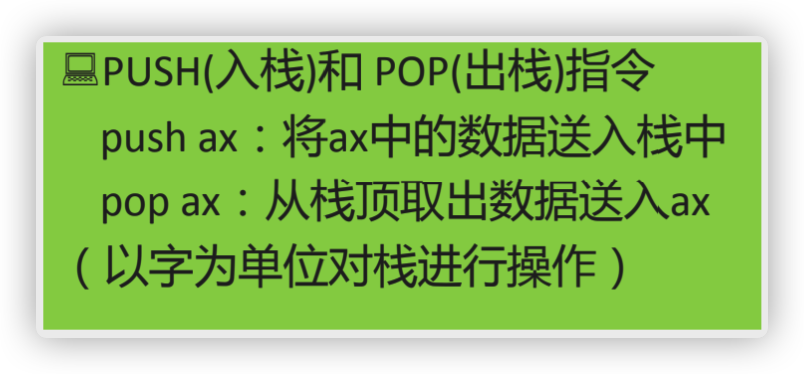 💻PUSH(入栈)和 POP(出栈)指令
push ax：将ax中的数据送入栈中
pop ax：从栈顶取出数据送入ax
（以字为单位对栈进行操作）